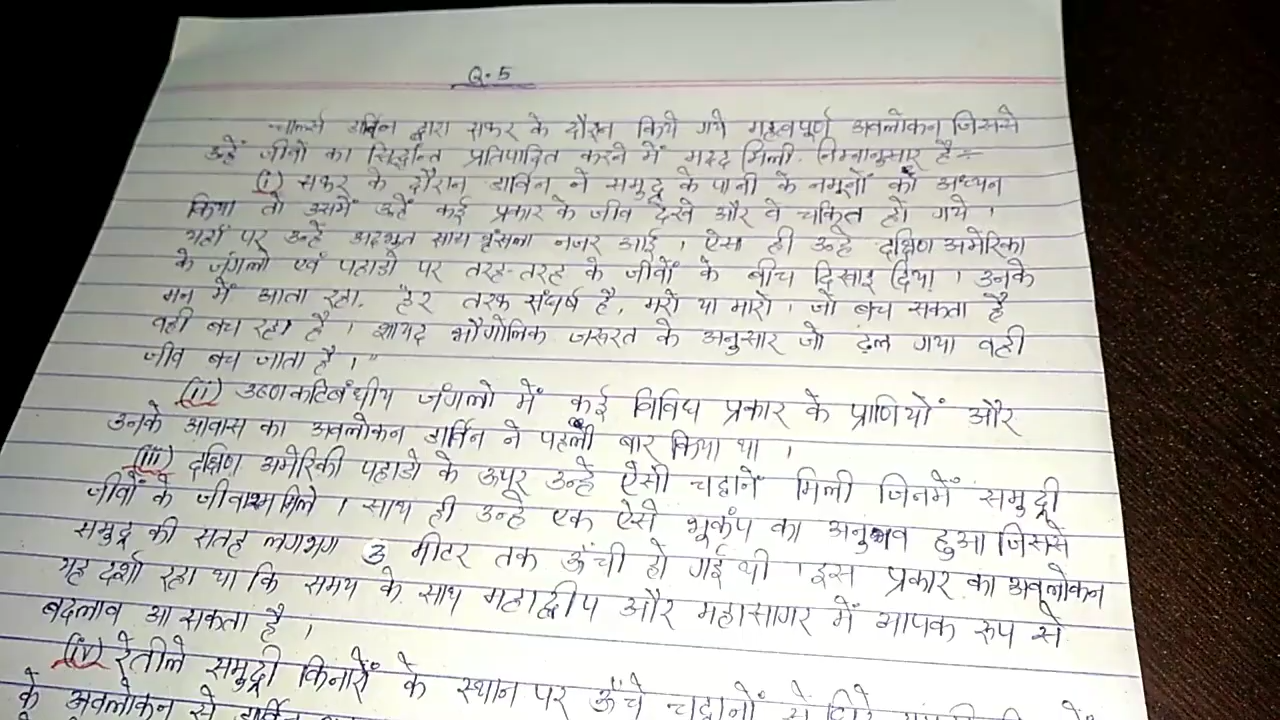 Q.5
चार्ल्स डार्विन द्वारा सफर के दौरान किये गये महत्वपूर्ण अवलोकन जिससे
उन्हें जीवों का सिद्धान्त प्रतिपादित करने में मदद मिली. निम्नानुसार है-
(i) सफर के दौरान डार्विन ने समुद्र के पानी के नमूनों को अध्यन
किया तो उसमें उन्हें कई प्रकार के जीव देखे और वे चकित हो गये ।
यहाँ पर उन्हें अदभुत साथ श्रृंखला नजर आई । ऐसा ही उन्हे दक्षिण अमेरिका
के जंगलो एवं पहाडो पर तरह-तरह के जीवों के बीच दिखाइ दिया । उनके
मन में आता रहा. "हर तरफ संघर्ष है, मरो या मारो । जो बच सकता है
वही बच रहा है । शायद भौगोलिक जरूरत के अनुसार जो ढ़ल गया वही
जीव बच जाता है ।"
(ii) उष्णकटिबंधीय जंगलो में कई विविध प्रकार के प्राणियों और
उनके आवास का अवलोकन डार्विन ने पहली बार किया था ।
(iii) दक्षिण अमेरिकी पहाडो के ऊपर उन्हे ऐसी चट्टानें मिली जिनमें समुद्री
जीवों के जीवाश्म मिले । साथ ही उन्हे एक ऐसे भूकंप का अनुभव हुआ जिससे
समुद्र की सतह लगभग 3 मीटर तक ऊंची हो गई थी । इस प्रकार का अवलोकन
यह दर्शा रहा था कि समय के साथ महाद्वीप और महासागर में व्यापक रूप से
बदलाव आ सकता है ।
(iv) रेतीले समुद्री किनारों के स्थान पर ऊँचे चट्टानों से
के अवलोकन से